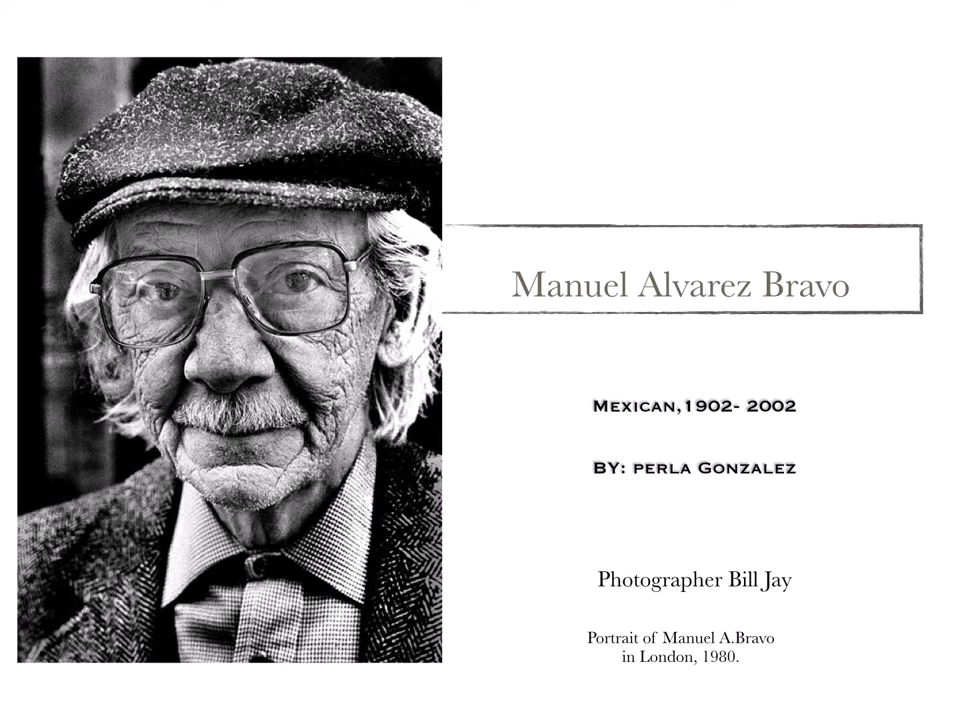 Manuel Alvarez Bravo
Mexican,1902- 2002
BY: perla Gonzalez
Photographer Bill Jay
Portrait of Manuel A.Bravo
in London, 1980.